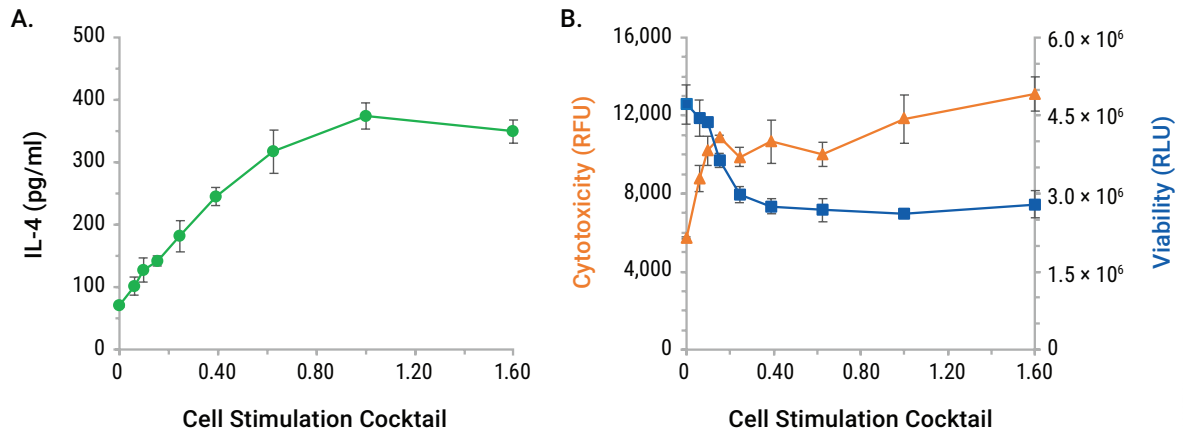 A.
500
400
300
200
100
0
IL-4 (pg/ml)
0 0.40 0.80 1.20 1.60
Cell Stimulation Cocktail
B.
16,000
12,000
8,000
4,000
0
Cytotoxicity (RFU)
6.0 × 10⁶
4.5 × 10⁶
3.0 × 10⁶
1.5 × 10⁶
0
Viability (RLU)
0 0.40 0.80 1.20 1.60
Cell Stimulation Cocktail